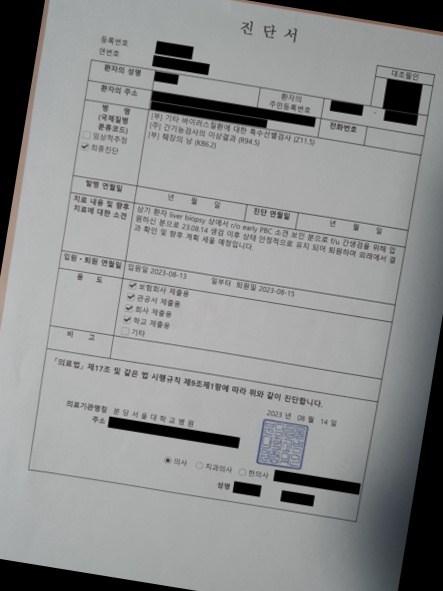 진 단 서
등록번호
연번호
대조필인
환자의 성명
환자의 주민등록번호
환자의 주소
전화번호
병 명
(국제질병
분류코드)
임상적추정
최종진단
[부] 기타 바이러스질환에 대한 특수선별검사 (Z11.5)
[주] 간기능검사의 이상결과 (R94.5)
[부] 췌장의 낭 (K86.2)
발병 연월일
년 월 일
진단 연월일
년 월 일
치료 내용 및 향후
치료에 대한 소견
상기 환자 liver biopsy 상에서 r/o early PBC 소견 보인 분으로 f/u 간생검을 위해 입
원하신 분으로 23.08.14 생검 이후 상태 안정적으로 유지 되어 퇴원하며 외래에서 결
과 확인 및 향후 계획 세울 예정입니다.
입원·퇴원 연월일
입원일 2023-08-13 일부터 퇴원일 2023-08-15
용 도
보험회사 제출용
관공서 제출용
회사 제출용
학교 제출용
기타
비 고
「의료법」 제17조 및 같은 법 시행규칙 제9조제1항에 따라 위와 같이 진단합니다.
2023 년 08 월 14 일
의료기관명칭 분당서울대학교병원
주소
의사 치과의사 한의사
성명